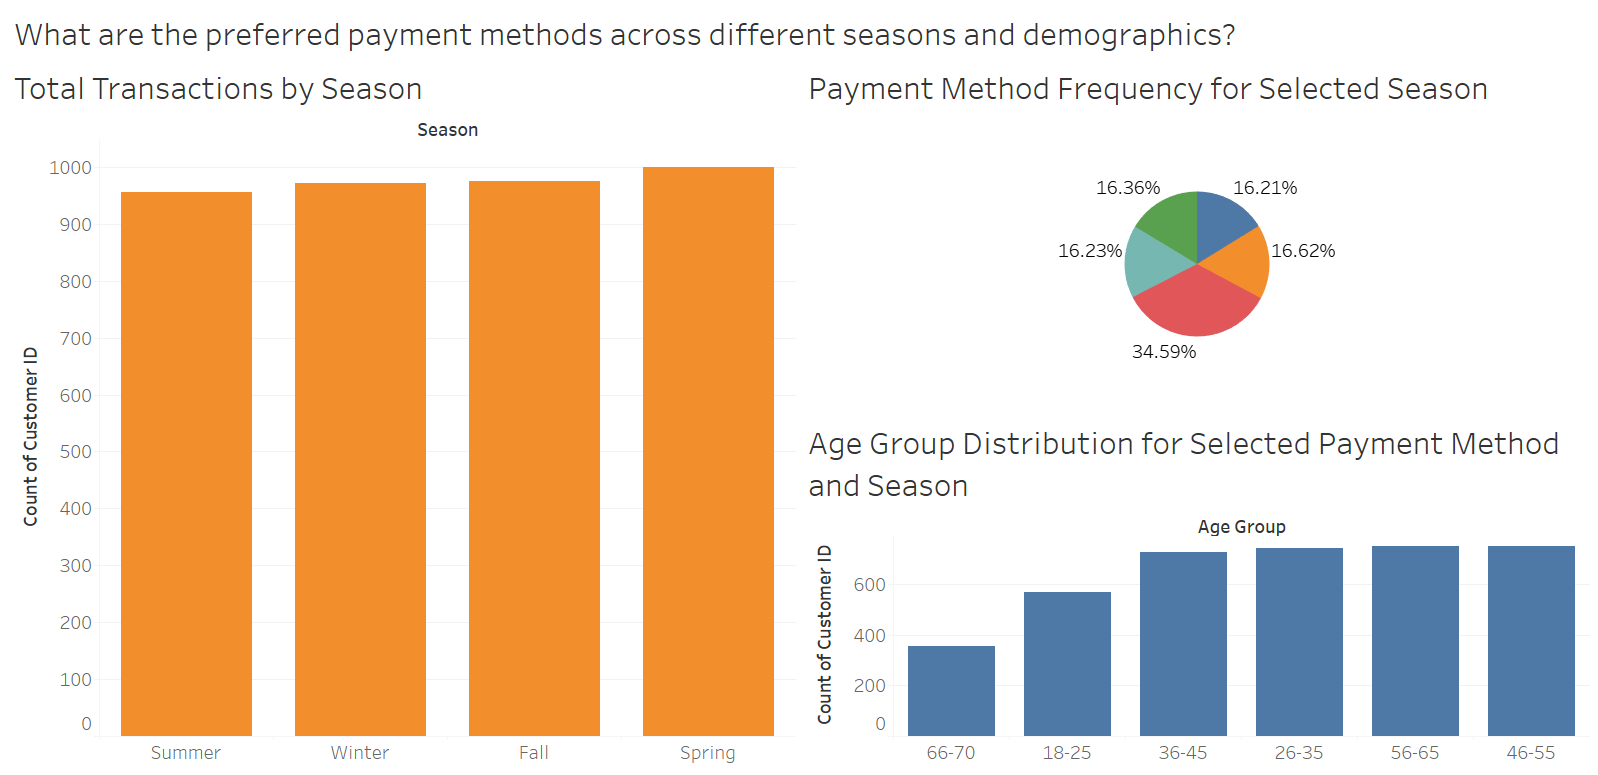 What are the preferred payment methods across different seasons and demographics?
Total Transactions by Season
Season
Count of Customer ID
1000
900
800
700
600
500
400
300
200
100
0
Summer
Winter
Fall
Spring
Payment Method Frequency for Selected Season
16.36%
16.21%
16.23%
16.62%
34.59%
Age Group Distribution for Selected Payment Method
and Season
Age Group
Count of Customer ID
600
400
200
0
66-70
18-25
36-45
26-35
56-65
46-55